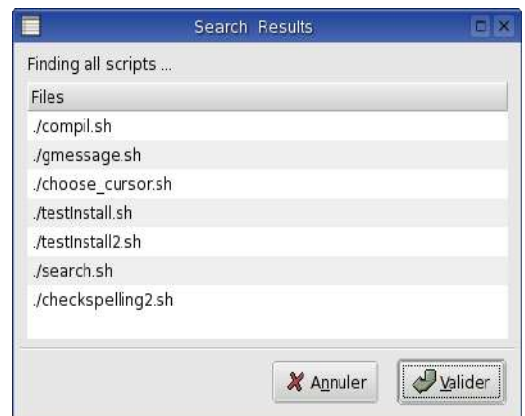 Search Results
Finding all scripts ...
Files
./compil.sh
./gmessage.sh
./choose_cursor.sh
./testInstall.sh
./testInstall2.sh
./search.sh
./checkspelling2.sh
Annuler
Valider